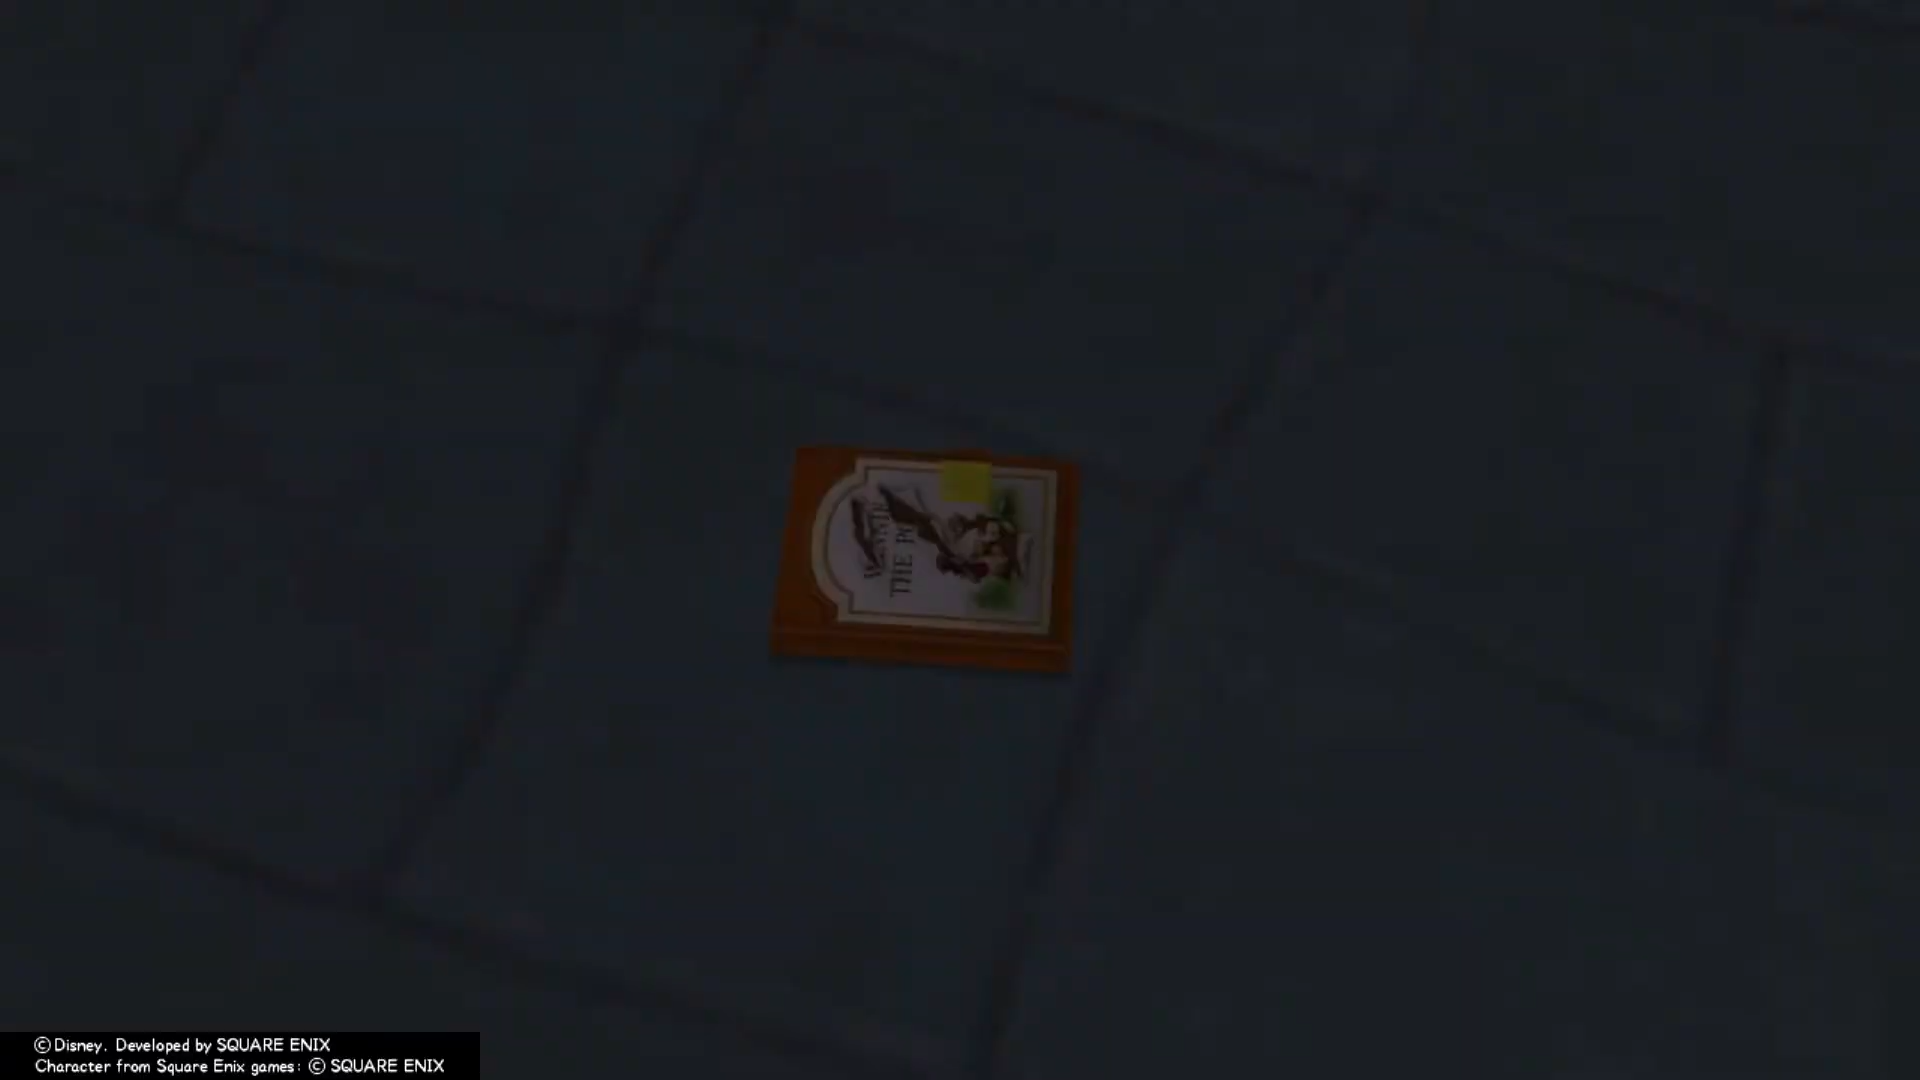 THE
©Disney. Developed by SQUARE ENIX
Character from Square Enix games: © SQUARE ENIX